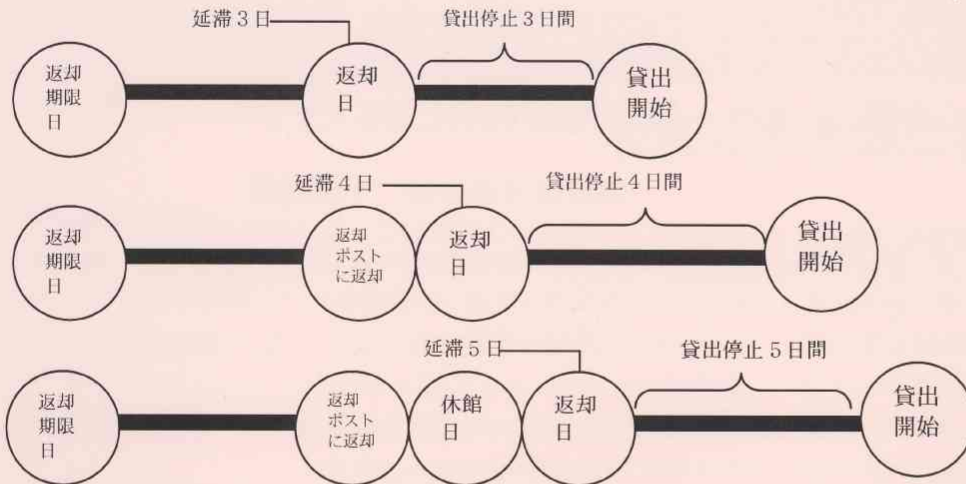 延滞３日
貸出停止３日間
返却
期限
日
返却
日
貸出
開始
延滞４日
貸出停止４日間
返却
期限
日
返却
ポスト
に返却
返却
日
貸出
開始
延滞５日
貸出停止５日間
返却
期限
日
返却
ポスト
に返却
休館
日
返却
日
貸出
開始